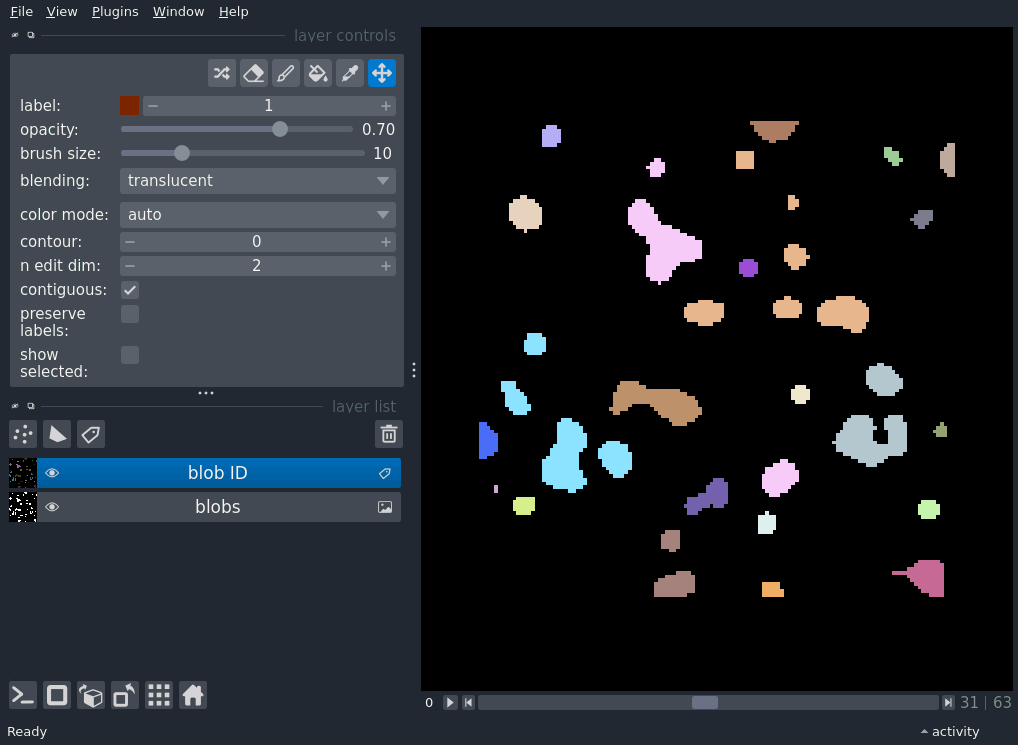 File View Plugins Window Help
layer controls
label: 1
opacity: 0.70
brush size: 10
blending: translucent
color mode: auto
contour: 0
n edit dim: 2
contiguous:
preserve
labels:
show
selected:
layer list
blob ID
blobs
0 31 | 63
Ready activity